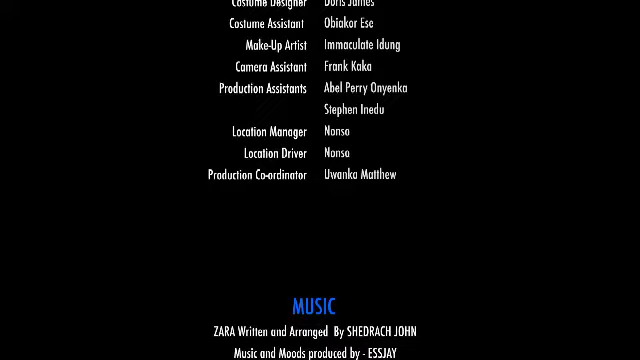 Costume Designer Doris James
Costume Assistant Obiakor Ese
Make-Up Artist Immaculate Idung
Camera Assistant Frank Kaka
Production Assistants Abel Perry Onyenka
Stephen Inedu
Location Manager Nonso
Location Driver Nonso
Production Co-ordinator Uwanka Matthew
MUSIC
ZARA Written and Arranged By SHEDRACH JOHN
Music and Moods produced by - ESSJAY